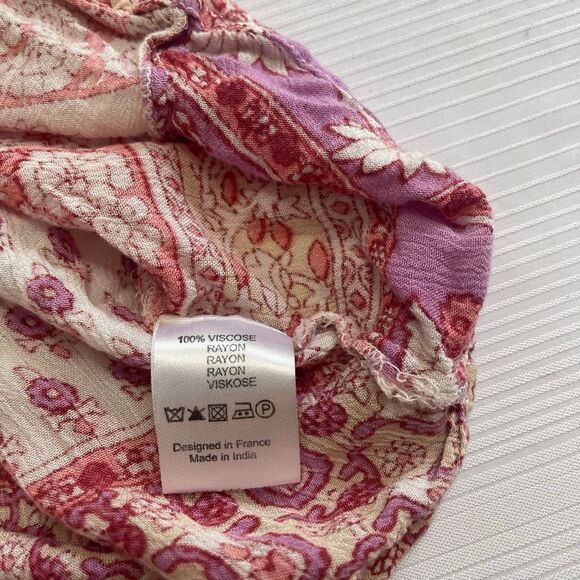 100% VISCOSE
RAYON
RAYON
RAYON
VISKOSE
P
Designed in France
Made in India